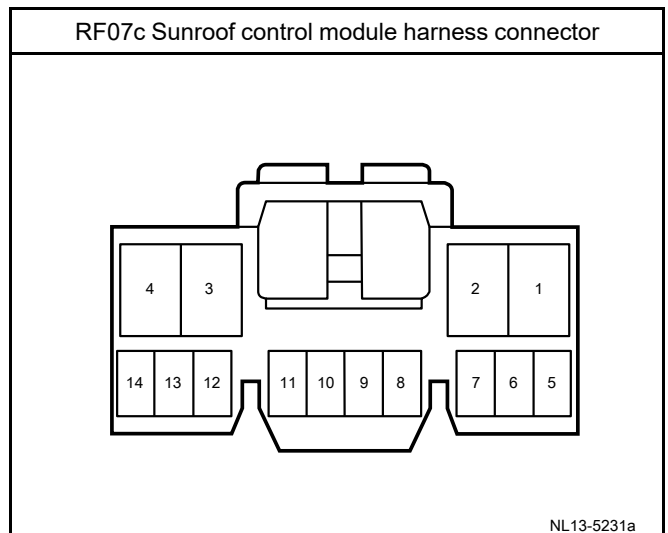 RF07c Sunroof control module harness connector
4 3 2 1
14 13 12 11 10 9 8 7 6 5
NL13-5231a